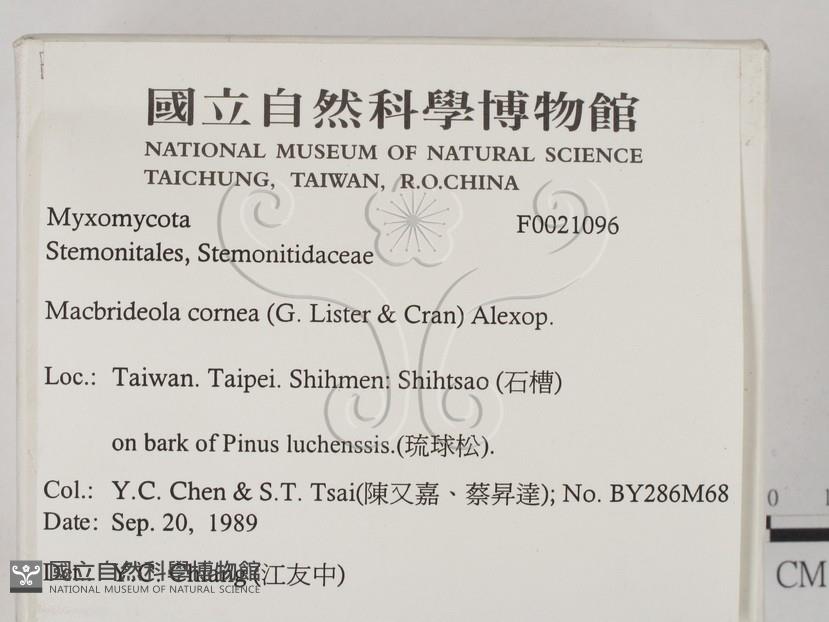 國立自然科學博物館
NATIONAL MUSEUM OF NATURAL SCIENCE
TAICHUNG, TAIWAN, R.O.CHINA
Myxomycota F0021096
Stemonitales, Stemonitidaceae
Macbrideola cornea (G. Lister & Cran) Alexop.
Loc.: Taiwan. Taipei. Shihmen: Shihtsao (石槽)
on bark of Pinus luchenssis.(琉球松).
Col.: Y.C. Chen & S.T. Tsai(陳又嘉、蔡昇達); No. BY286M68
Date: Sep. 20, 1989
Det.: Y.C. Chiang (江友中)
國立自然科學博物館
NATIONAL MUSEUM OF NATURAL SCIENCE
0 1
CM